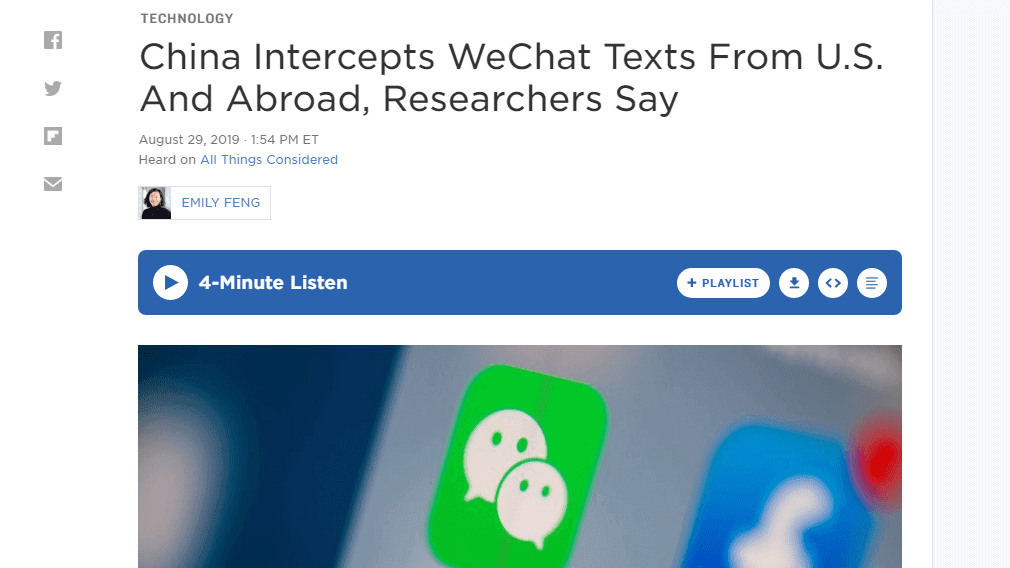 TECHNOLOGY
China Intercepts WeChat Texts From U.S.
And Abroad, Researchers Say
August 29, 2019 · 1:54 PM ET
Heard on All Things Considered
EMILY FENG
4-Minute Listen
+ PLAYLIST